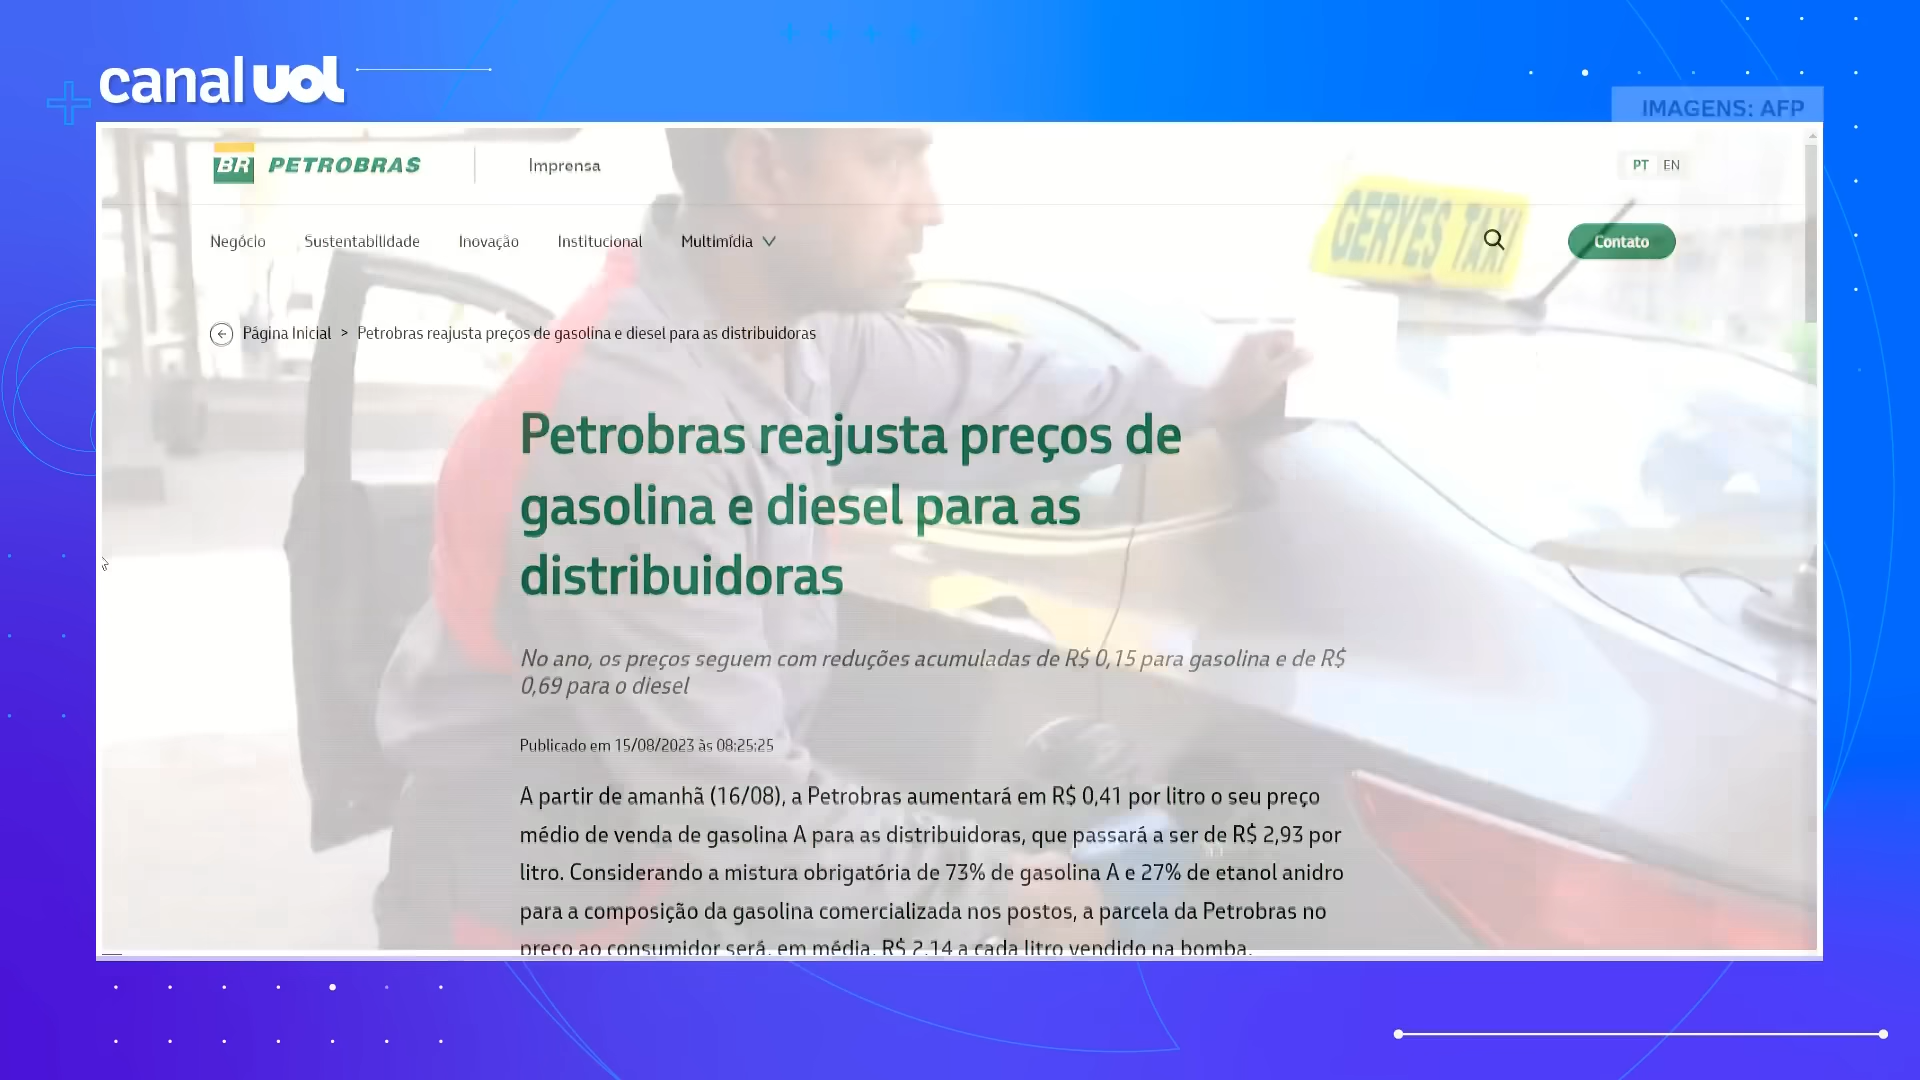 canal uol
IMAGENS: AFP
BR PETROBRAS
Imprensa
PT EN
Negócio Sustentabilidade Inovação Institucional Multimídia
Contato
GERYES TAXI
Página Inicial > Petrobras reajusta preços de gasolina e diesel para as distribuidoras
Petrobras reajusta preços de
gasolina e diesel para as
distribuidoras
No ano, os preços seguem com reduções acumuladas de R$ 0,15 para gasolina e de R$
0,69 para o diesel
Publicado em 15/08/2023 às 08:25:25
A partir de amanhã (16/08), a Petrobras aumentará em R$ 0,41 por litro o seu preço
médio de venda de gasolina A para as distribuidoras, que passará a ser de R$ 2,93 por
litro. Considerando a mistura obrigatória de 73% de gasolina A e 27% de etanol anidro
para a composição da gasolina comercializada nos postos, a parcela da Petrobras no
preço ao consumidor será, em média, R$ 2,14 a cada litro vendido na bomba.